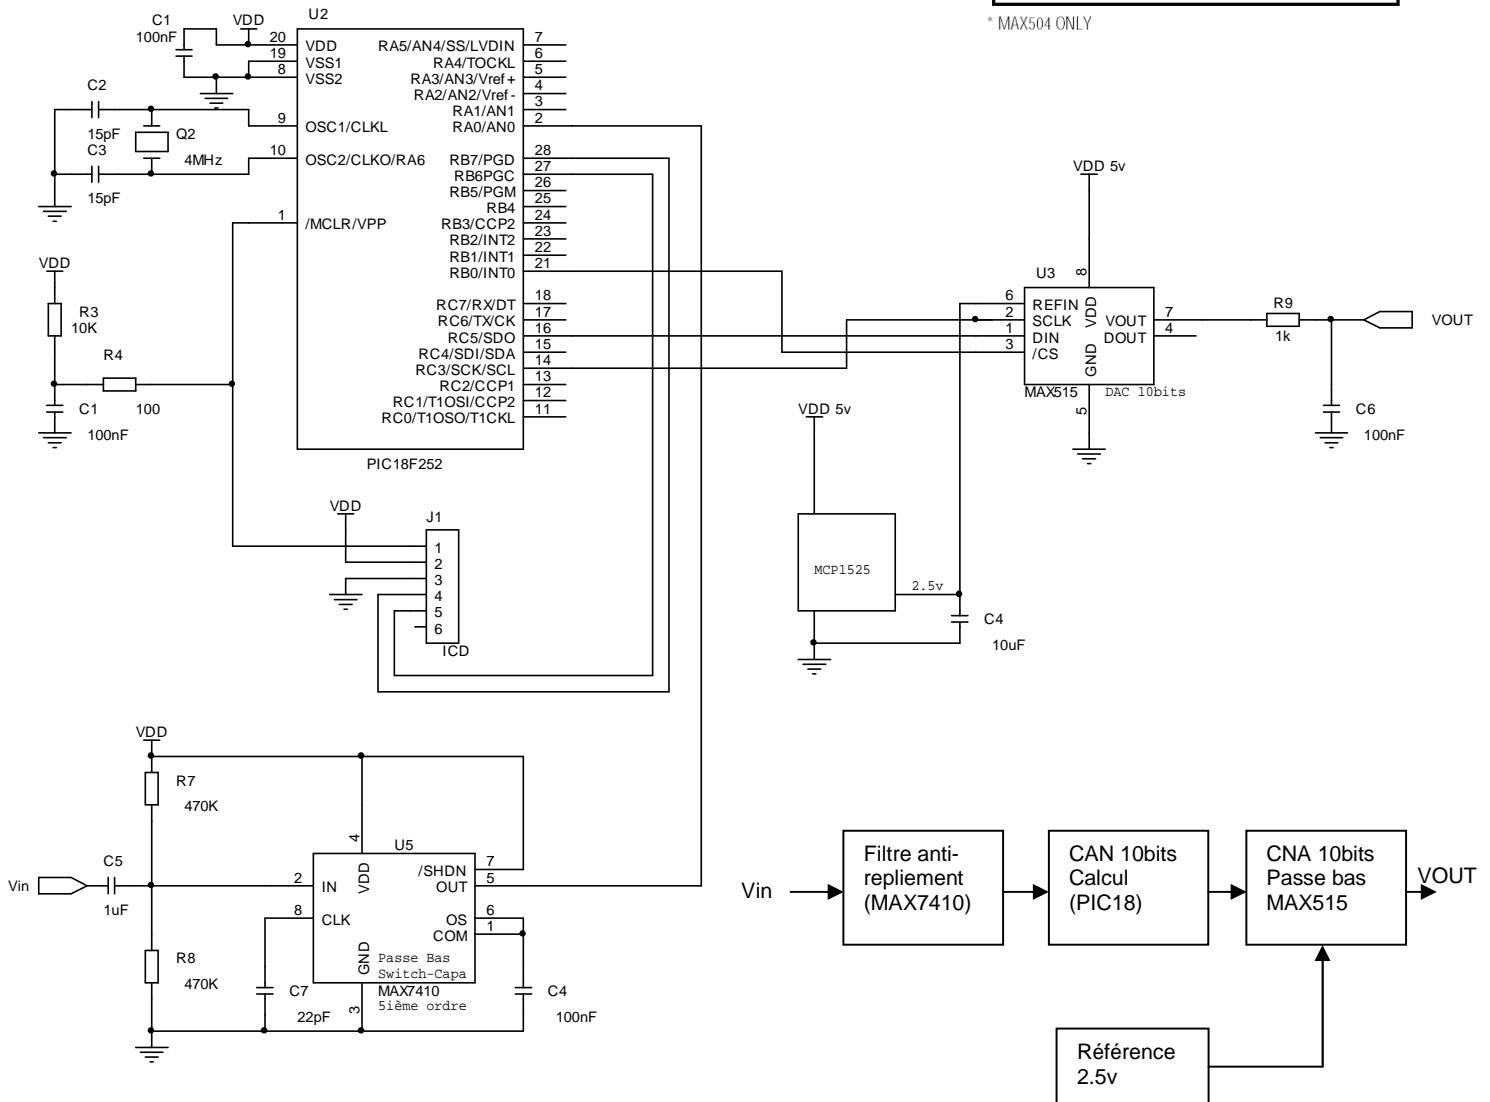 * MAX504 ONLY
C1
100nF
VDD
U2
20
19
8
VDD
VSS1
VSS2
C2
15pF
C3
15pF
Q2
4MHz
9
10
OSC1/CLKL
OSC2/CLKO/RA6
1
/MCLR/VPP
RA5/AN4/SS/LVDIN
7
RA4/TOCKL
6
RA3/AN3/Vref+
5
RA2/AN2/Vref-
4
RA1/AN1
3
RA0/AN0
2
RB7/PGD
28
RB6PGC
27
RB5/PGM
26
RB4
25
RB3/CCP2
24
RB2/INT2
23
RB1/INT1
22
RB0/INT0
21
RC7/RX/DT
18
RC6/TX/CK
17
RC5/SDO
16
RC4/SDI/SDA
15
RC3/SCK/SCL
14
RC2/CCP1
13
RC1/T1OSI/CCP2
12
RC0/T1OSO/T1CKL
11
PIC18F252
VDD
R3
10K
R4
100
C1
100nF
VDD
J1
1
2
3
4
5
6
ICD
VDD 5v
U3
8
6
2
1
3
REFIN
SCLK
DIN
/CS
VDD
GND
VOUT
DOUT
7
4
MAX515
DAC 10bits
5
R9
1k
VOUT
C6
100nF
VDD 5v
MCP1525
2.5v
C4
10uF
VDD
R7
470K
Vin
C5
1uF
R8
470K
C7
22pF
U5
4
2
8
IN
CLK
VDD
GND
/SHDN
OUT
OS
COM
7
5
6
1
Passe Bas
Switch-Capa
MAX7410
5ième ordre
3
C4
100nF
Vin
Filtre anti-
repliement
(MAX7410)
CAN 10bits
Calcul
(PIC18)
CNA 10bits
Passe bas
MAX515
VOUT
Référence
2.5v